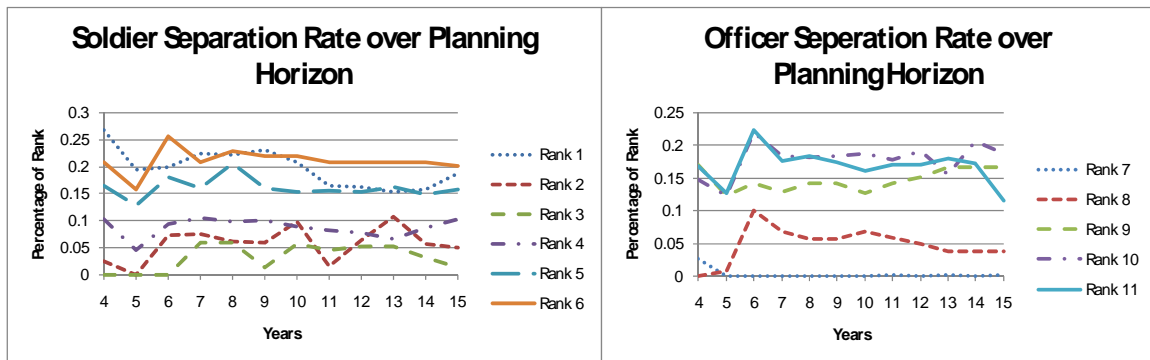 Soldier Separation Rate over Planning
Horizon
Percentage of Rank
0.3
0.25
0.2
0.15
0.1
0.05
0
4 5 6 7 8 9 10 11 12 13 14 15
Years
Rank 1
Rank 2
Rank 3
Rank 4
Rank 5
Rank 6
Officer Seperation Rate over
Planning Horizon
Percentage of Rank
0.25
0.2
0.15
0.1
0.05
0
4 5 6 7 8 9 10 11 12 13 14 15
Years
Rank 7
Rank 8
Rank 9
Rank 10
Rank 11